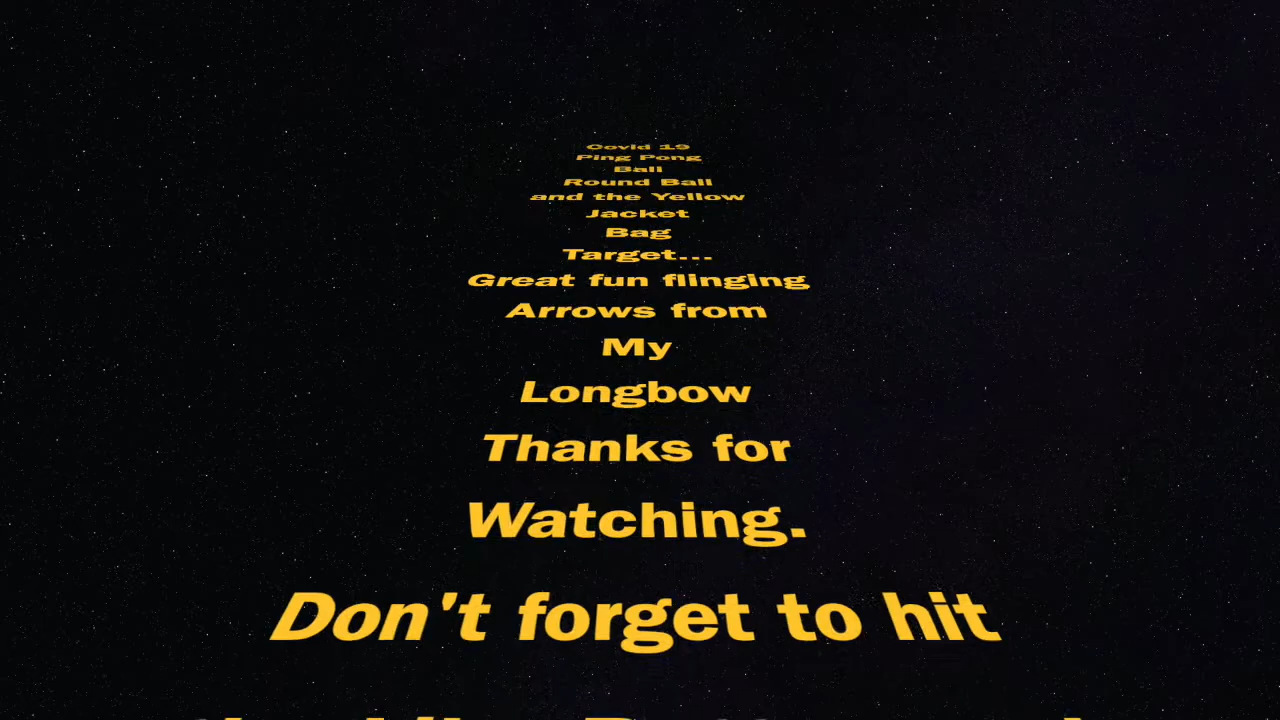 Covid 19
Ping Pong
Ball
Round Ball
and the Yellow
Jacket
Bag
Target...
Great fun flinging
Arrows from
My
Longbow
Thanks for
Watching.
Don't forget to hit